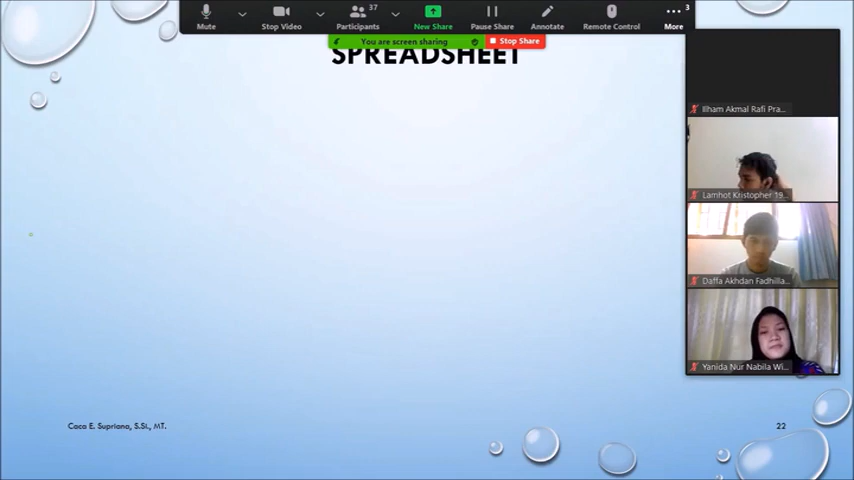 37
3
Mute
Stop Video
Participants
New Share
Pause Share
Annotate
Remote Control
More
You are screen sharing
Stop Share
SPREADSHEET
Ilham Akmal Rafi Pra...
Lamhot Kristopher 19...
Daffa Akhdan Fadhilla...
Yanida Nur Nabila Wi...
Caca E. Supriana, S.Si., MT.
22